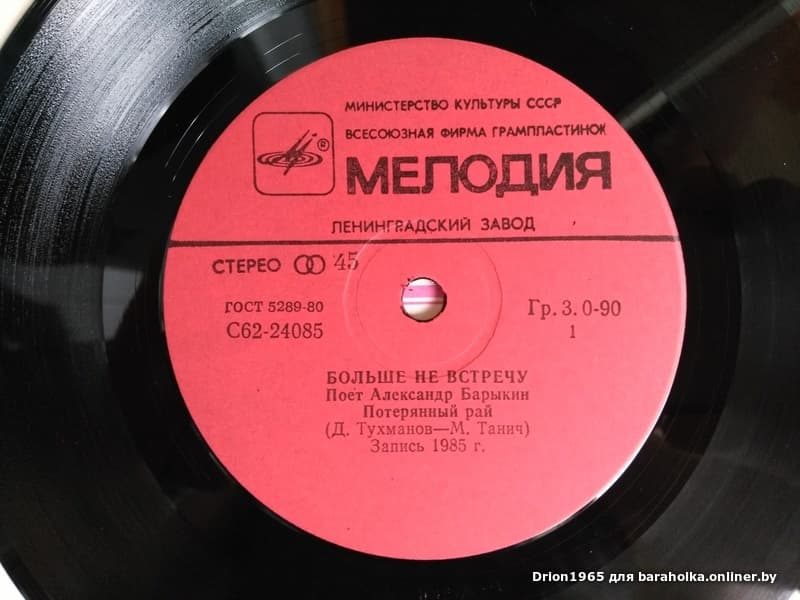 МИНИСТЕРСТВО КУЛЬТУРЫ СССР
ВСЕСОЮЗНАЯ ФИРМА ГРАМПЛАСТИНОК
®
МЕЛОДИЯ
ЛЕНИНГРАДСКИЙ ЗАВОД
СТЕРЕО 45
ГОСТ 5289-80
С62-24085
Гр. 3. 0-90
1
БОЛЬШЕ НЕ ВСТРЕЧУ
Поет Александр Барыкин
Потерянный рай
(Д. Тухманов—М. Танич)
Запись 1985 г.
Drion1965 для baraholka.onliner.by